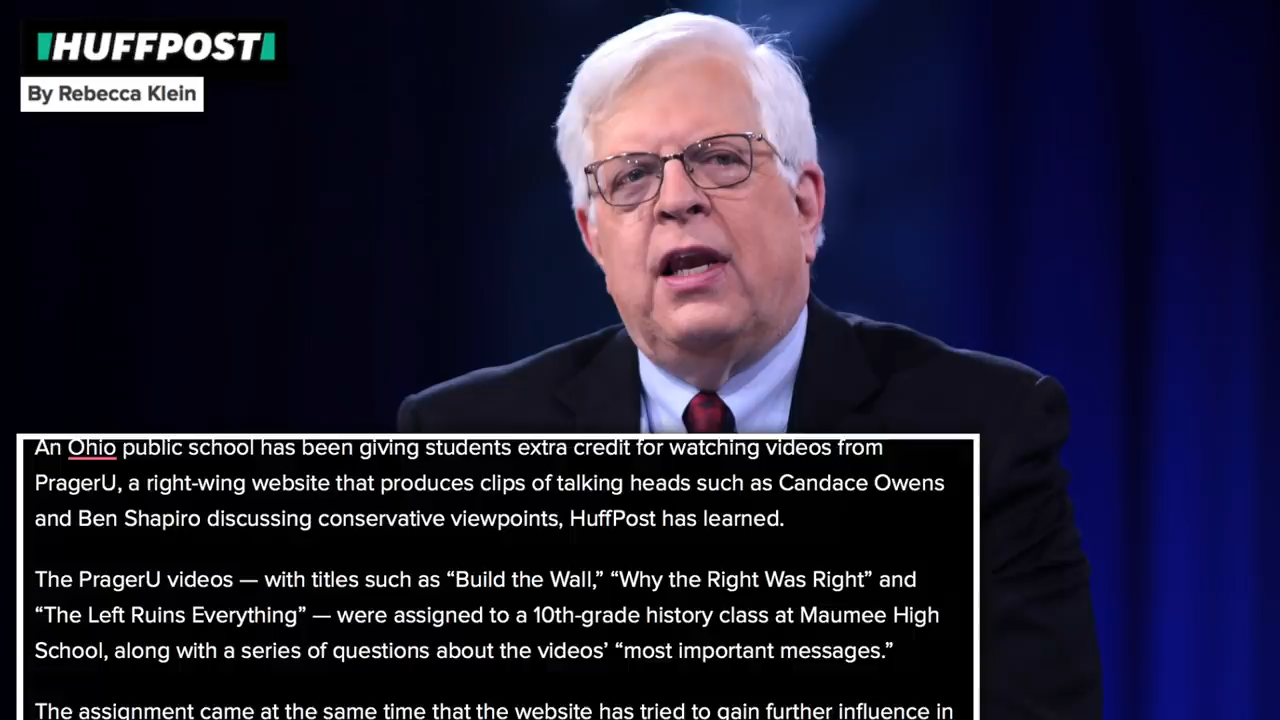 HUFFPOST
By Rebecca Klein
An Ohio public school has been giving students extra credit for watching videos from
PragerU, a right-wing website that produces clips of talking heads such as Candace Owens
and Ben Shapiro discussing conservative viewpoints, HuffPost has learned.
The PragerU videos — with titles such as “Build the Wall,” “Why the Right Was Right” and
“The Left Ruins Everything” — were assigned to a 10th-grade history class at Maumee High
School, along with a series of questions about the videos’ “most important messages.”
The assignment came at the same time that the website has tried to gain further influence in